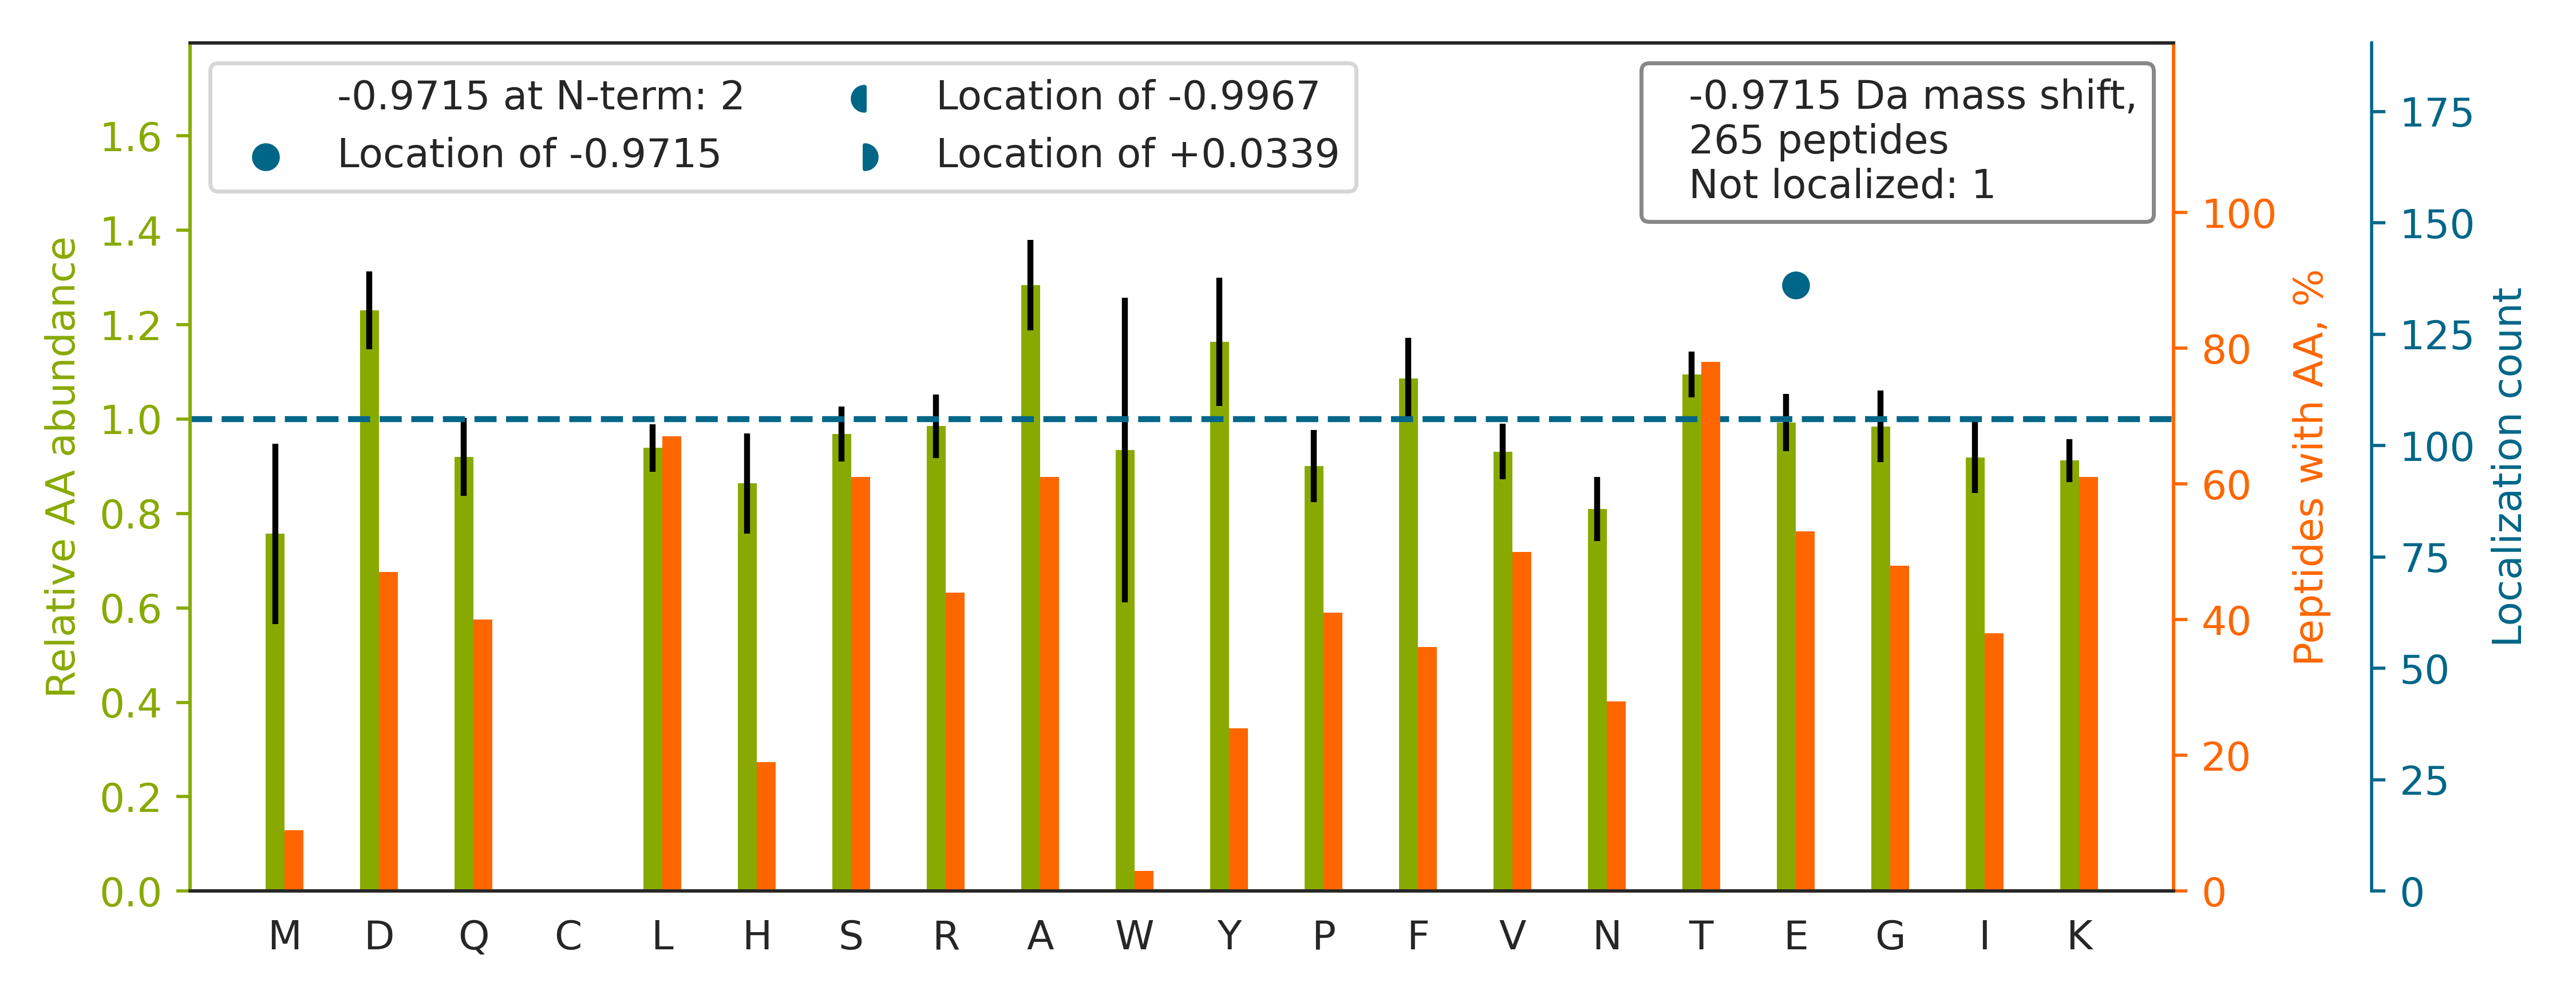 -0.9715 at N-term: 2
Location of -0.9715
Location of -0.9967
Location of +0.0339
-0.9715 Da mass shift,
265 peptides
Not localized: 1
Relative AA abundance
1.6
1.4
1.2
1.0
0.8
0.6
0.4
0.2
0.0
M D Q C L H S R A W Y P F V N T E G I K
100
80
60
40
20
0
Peptides with AA, %
175
150
125
100
75
50
25
0
Localization count